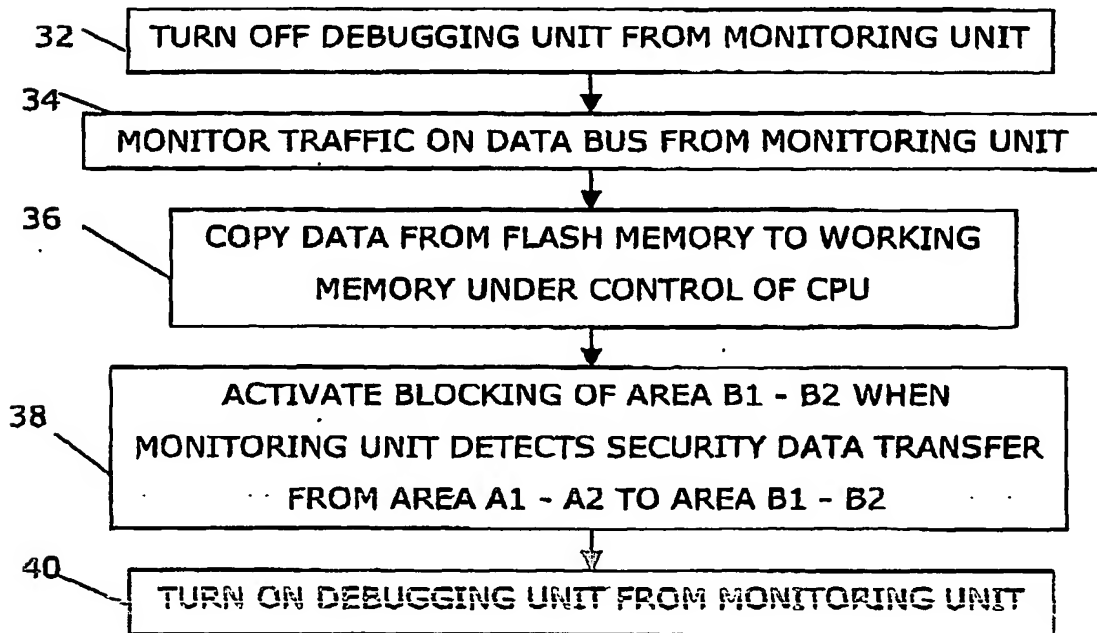 32 TURN OFF DEBUGGING UNIT FROM MONITORING UNIT
34
MONITOR TRAFFIC ON DATA BUS FROM MONITORING UNIT
36 COPY DATA FROM FLASH MEMORY TO WORKING
MEMORY UNDER CONTROL OF CPU
ACTIVATE BLOCKING OF AREA B1 - B2 WHEN
38 MONITORING UNIT DETECTS SECURITY DATA TRANSFER
FROM AREA A1 - A2 TO AREA B1 - B2
40 TURN ON DEBUGGING UNIT FROM MONITORING UNIT